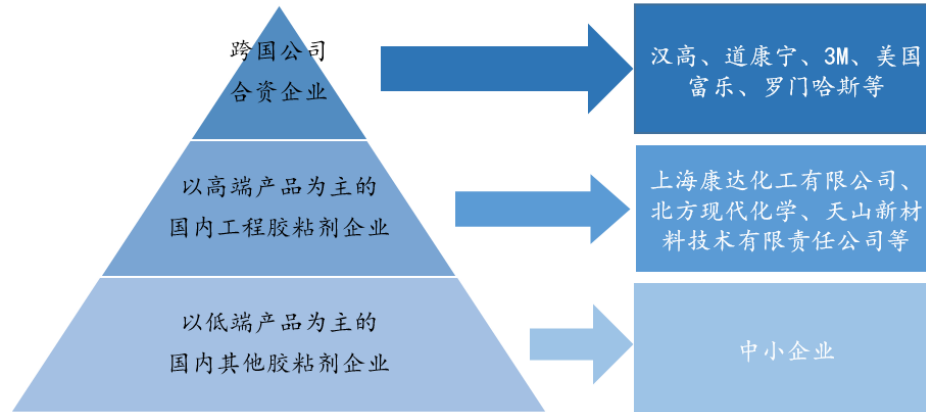 跨国公司
合资企业
汉高、道康宁、3M、美国
富乐、罗门哈斯等
以高端产品为主的
国内工程胶粘剂企业
上海康达化工有限公司、
北方现代化学、天山新材
料技术有限责任公司等
以低端产品为主的
国内其他胶粘剂企业
中小企业